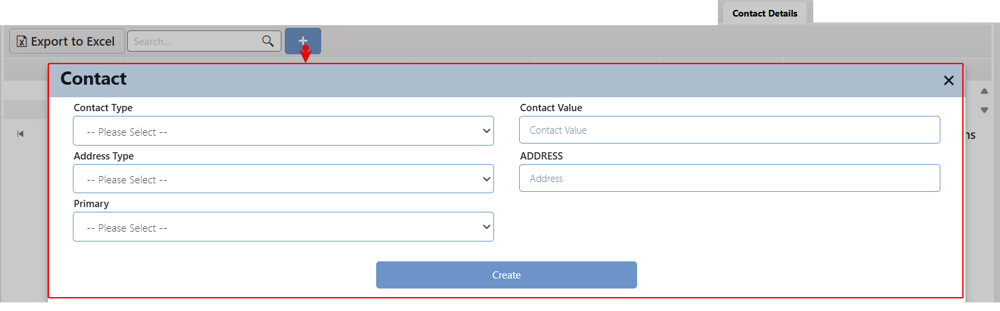 Contact Details
Export to Excel
Search...
+
Contact
Contact Type
Contact Value
-- Please Select --
Contact Value
Address Type
ADDRESS
-- Please Select --
Address
Primary
-- Please Select --
Create